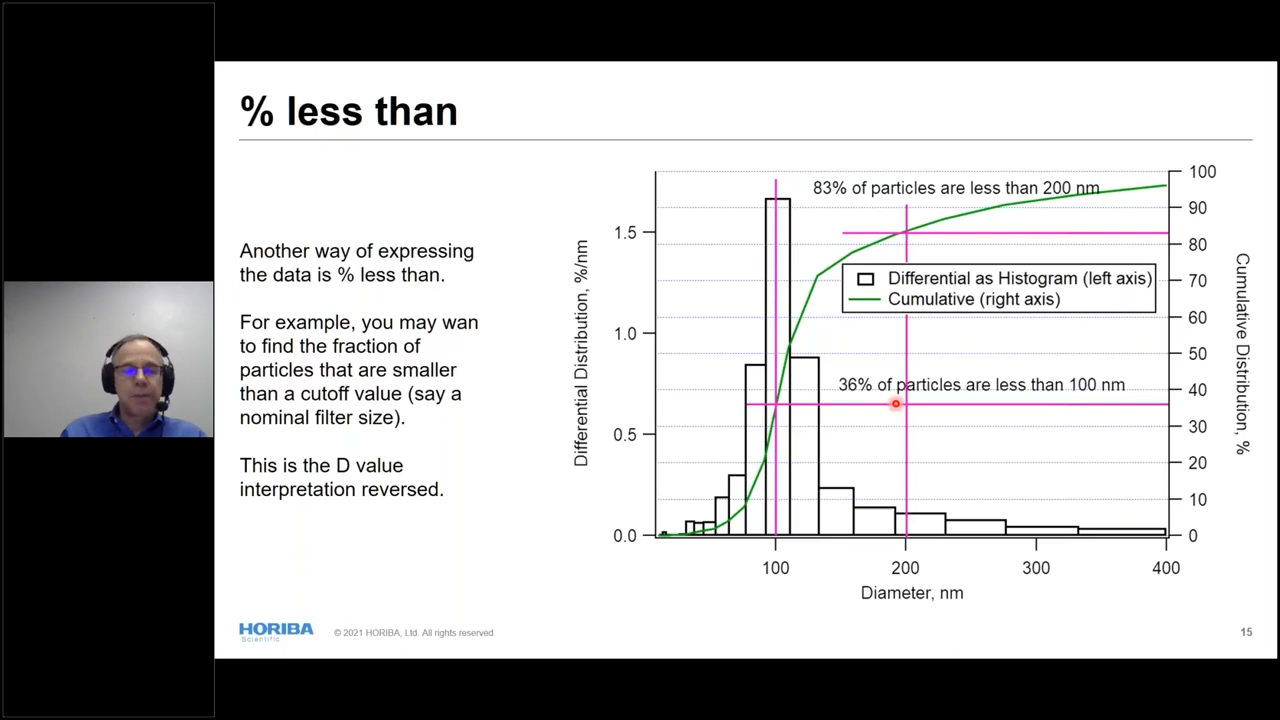 % less than
Another way of expressing
the data is % less than.
For example, you may wan
to find the fraction of
particles that are smaller
than a cutoff value (say a
nominal filter size).
This is the D value
interpretation reversed.
83% of particles are less than 200 nm
Differential as Histogram (left axis)
Cumulative (right axis)
36% of particles are less than 100 nm
Differential Distribution, %/nm
1.5
1.0
0.5
0.0
100
90
80
70
60
50
40
30
20
10
0
Cumulative Distribution, %
100 200 300 400
Diameter, nm
HORIBA
Scientific
© 2021 HORIBA, Ltd. All rights reserved.
15